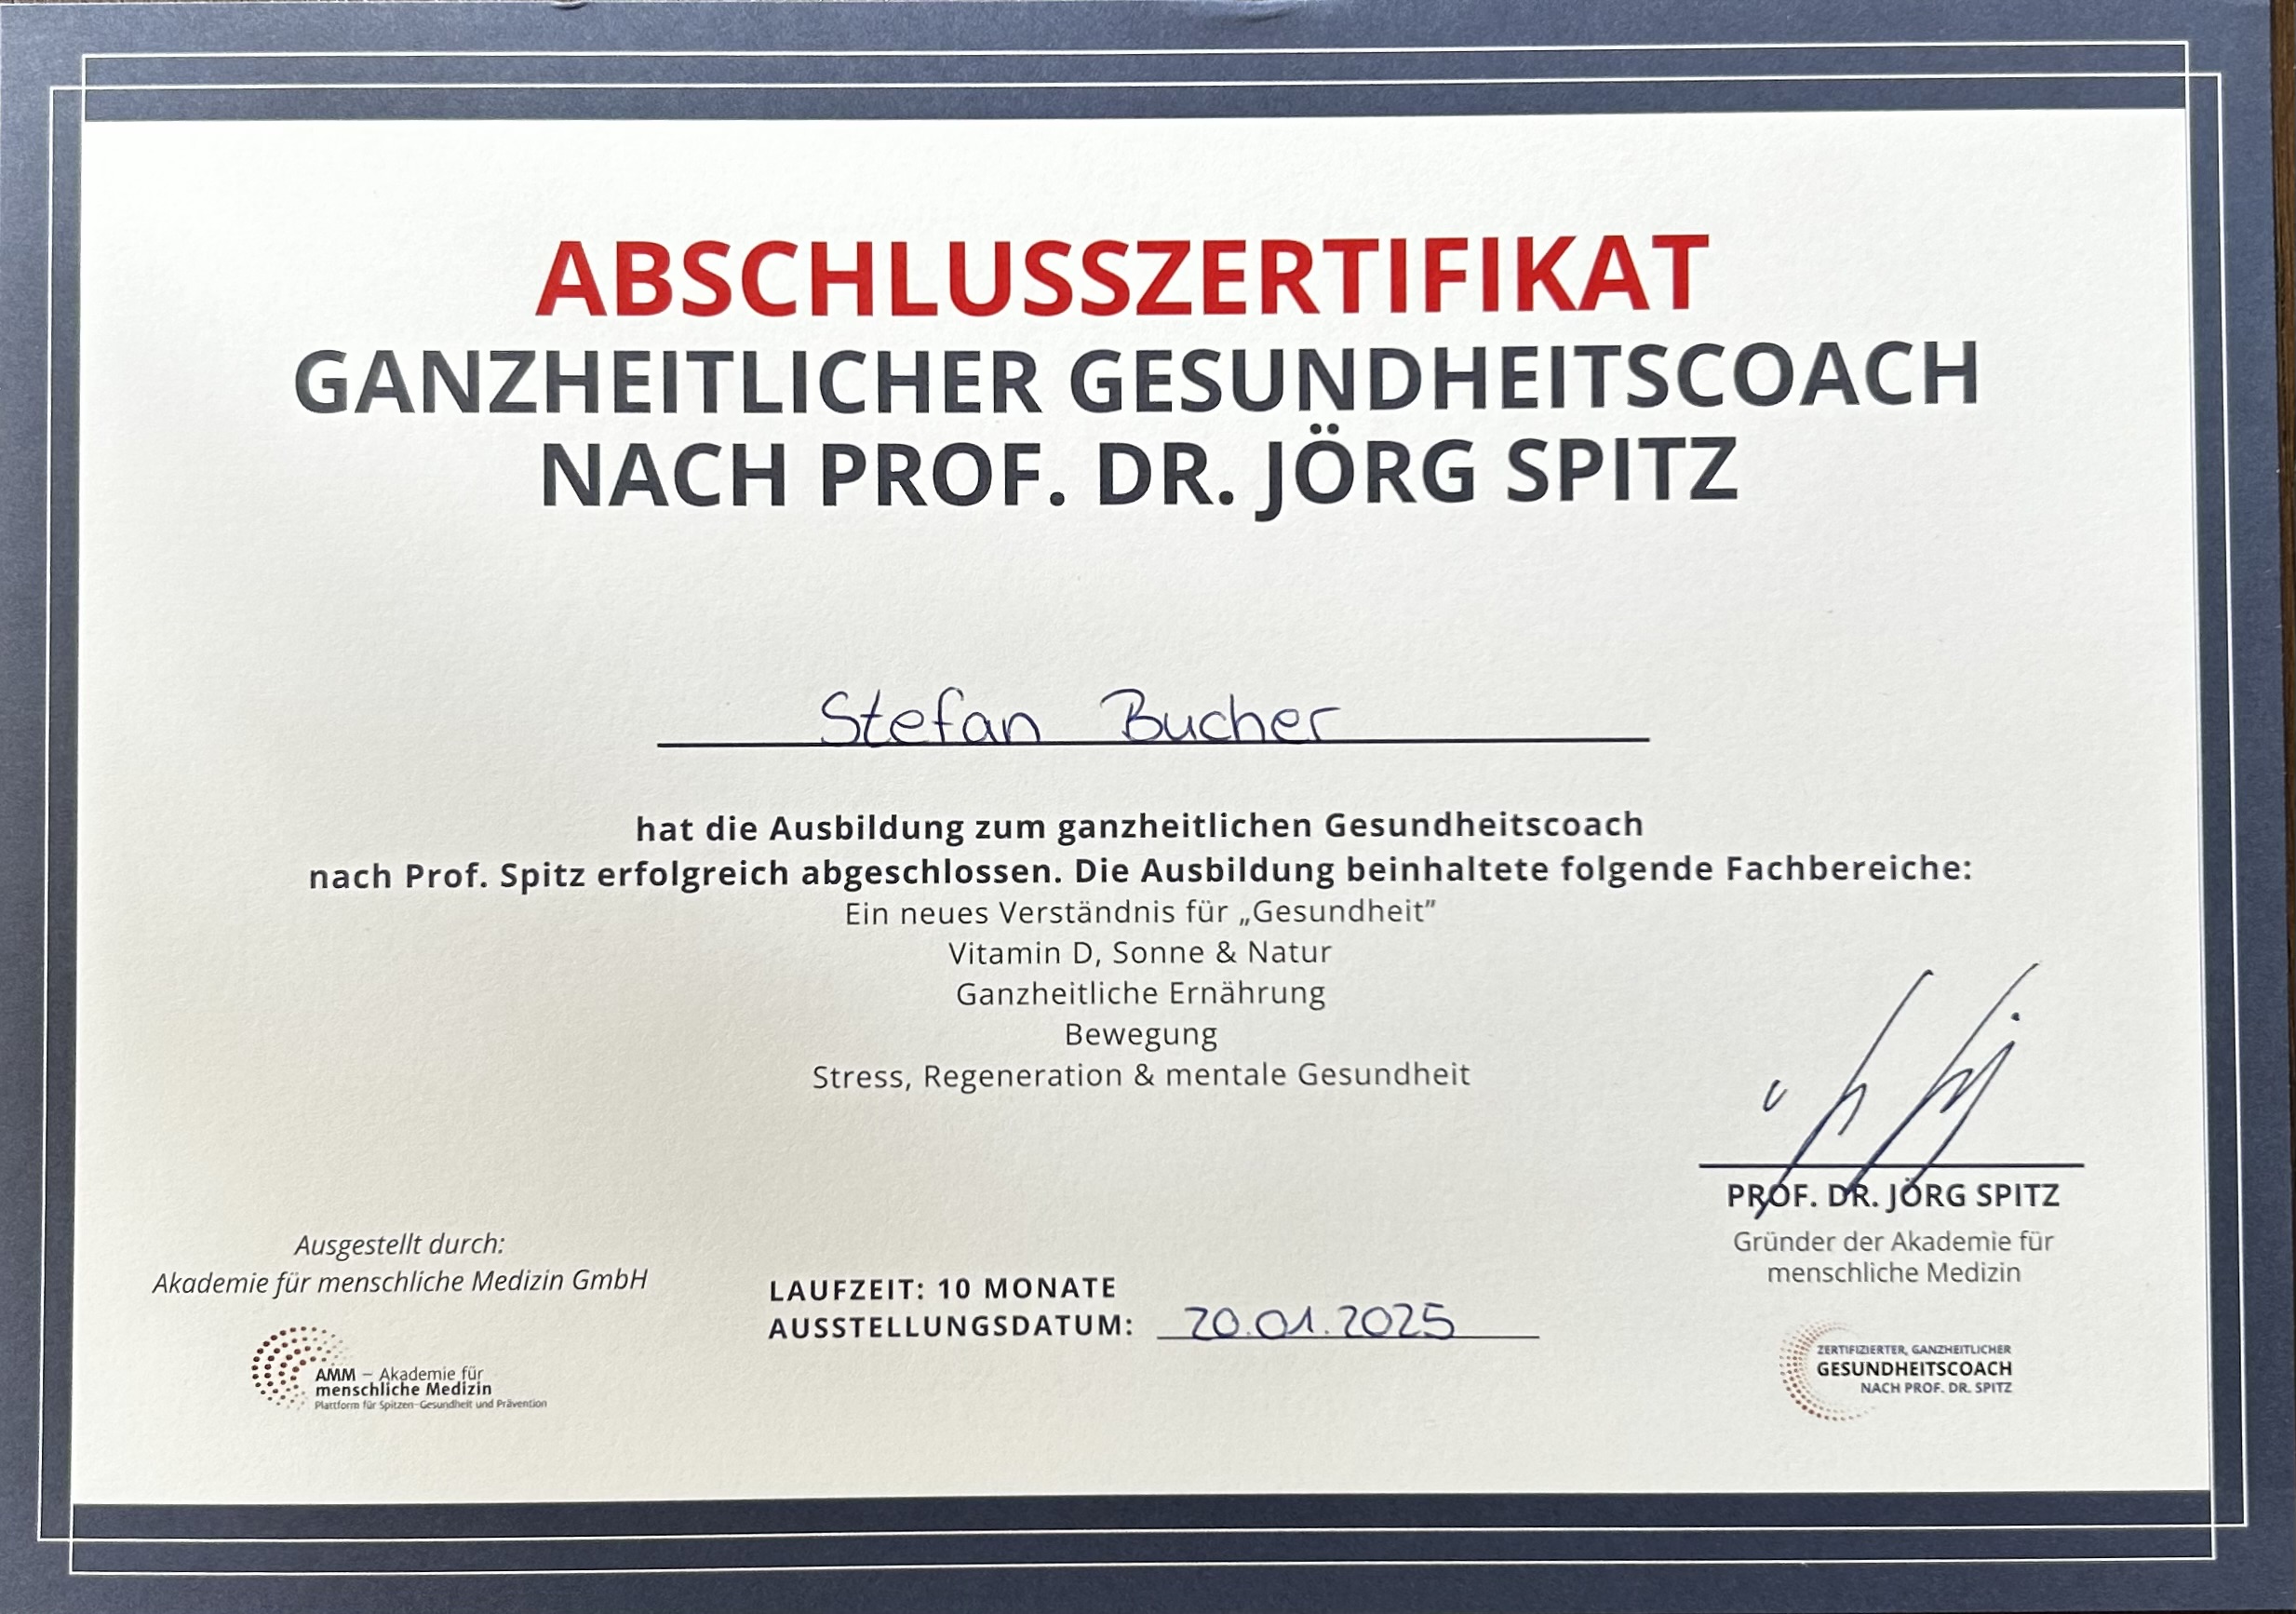 ABSCHLUSSZERTIFIKAT
GANZHEITLICHER GESUNDHEITSCOACH
NACH PROF. DR. JÖRG SPITZ
Stefan Bucher
hat die Ausbildung zum ganzheitlichen Gesundheitscoach
nach Prof. Spitz erfolgreich abgeschlossen. Die Ausbildung beinhaltete folgende Fachbereiche:
Ein neues Verständnis für „Gesundheit”
Vitamin D, Sonne & Natur
Ganzheitliche Ernährung
Bewegung
Stress, Regeneration & mentale Gesundheit
PROF. DR. JÖRG SPITZ
Gründer der Akademie für
menschliche Medizin
Ausgestellt durch:
Akademie für menschliche Medizin GmbH
LAUFZEIT: 10 MONATE
AUSSTELLUNGSDATUM: 20.01.2025
AMM – Akademie für
menschliche Medizin
Plattform für Spitzen-Gesundheit und Prävention
ZERTIFIZIERTER, GANZHEITLICHER
GESUNDHEITSCOACH
NACH PROF. DR. SPITZ